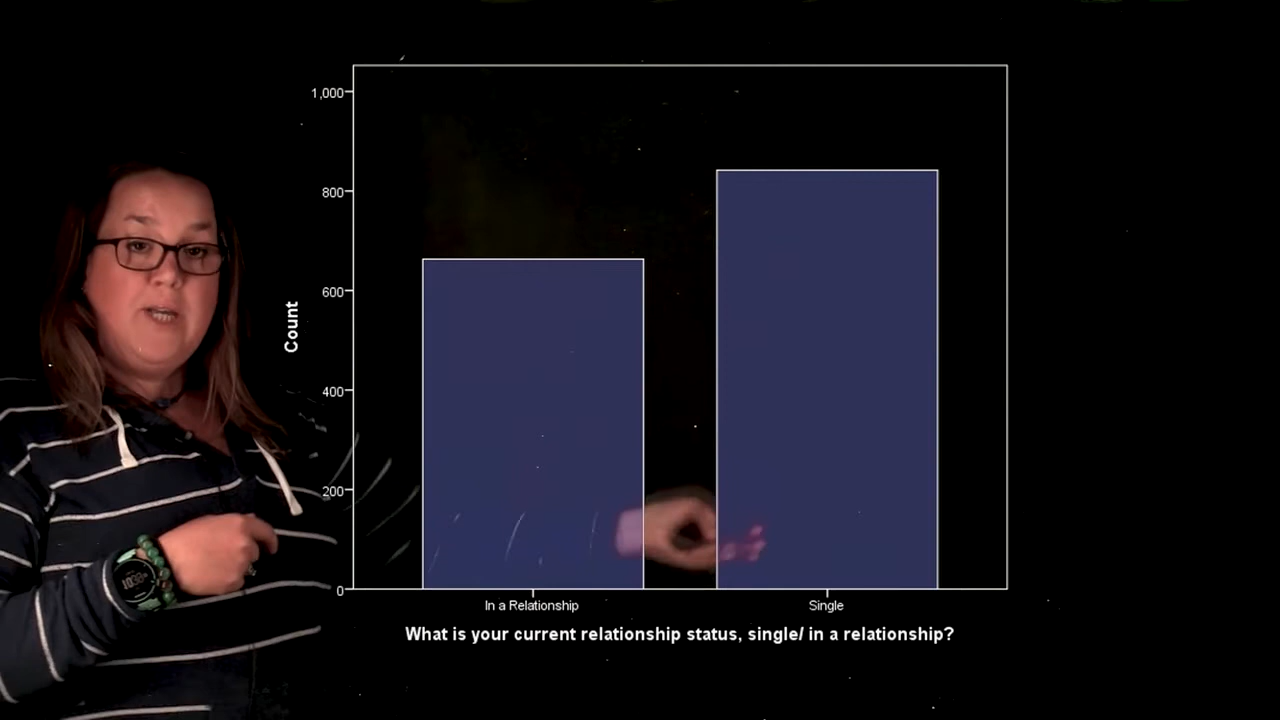 1,000
800
600
400
200
0
Count
In a Relationship
Single
What is your current relationship status, single/ in a relationship?